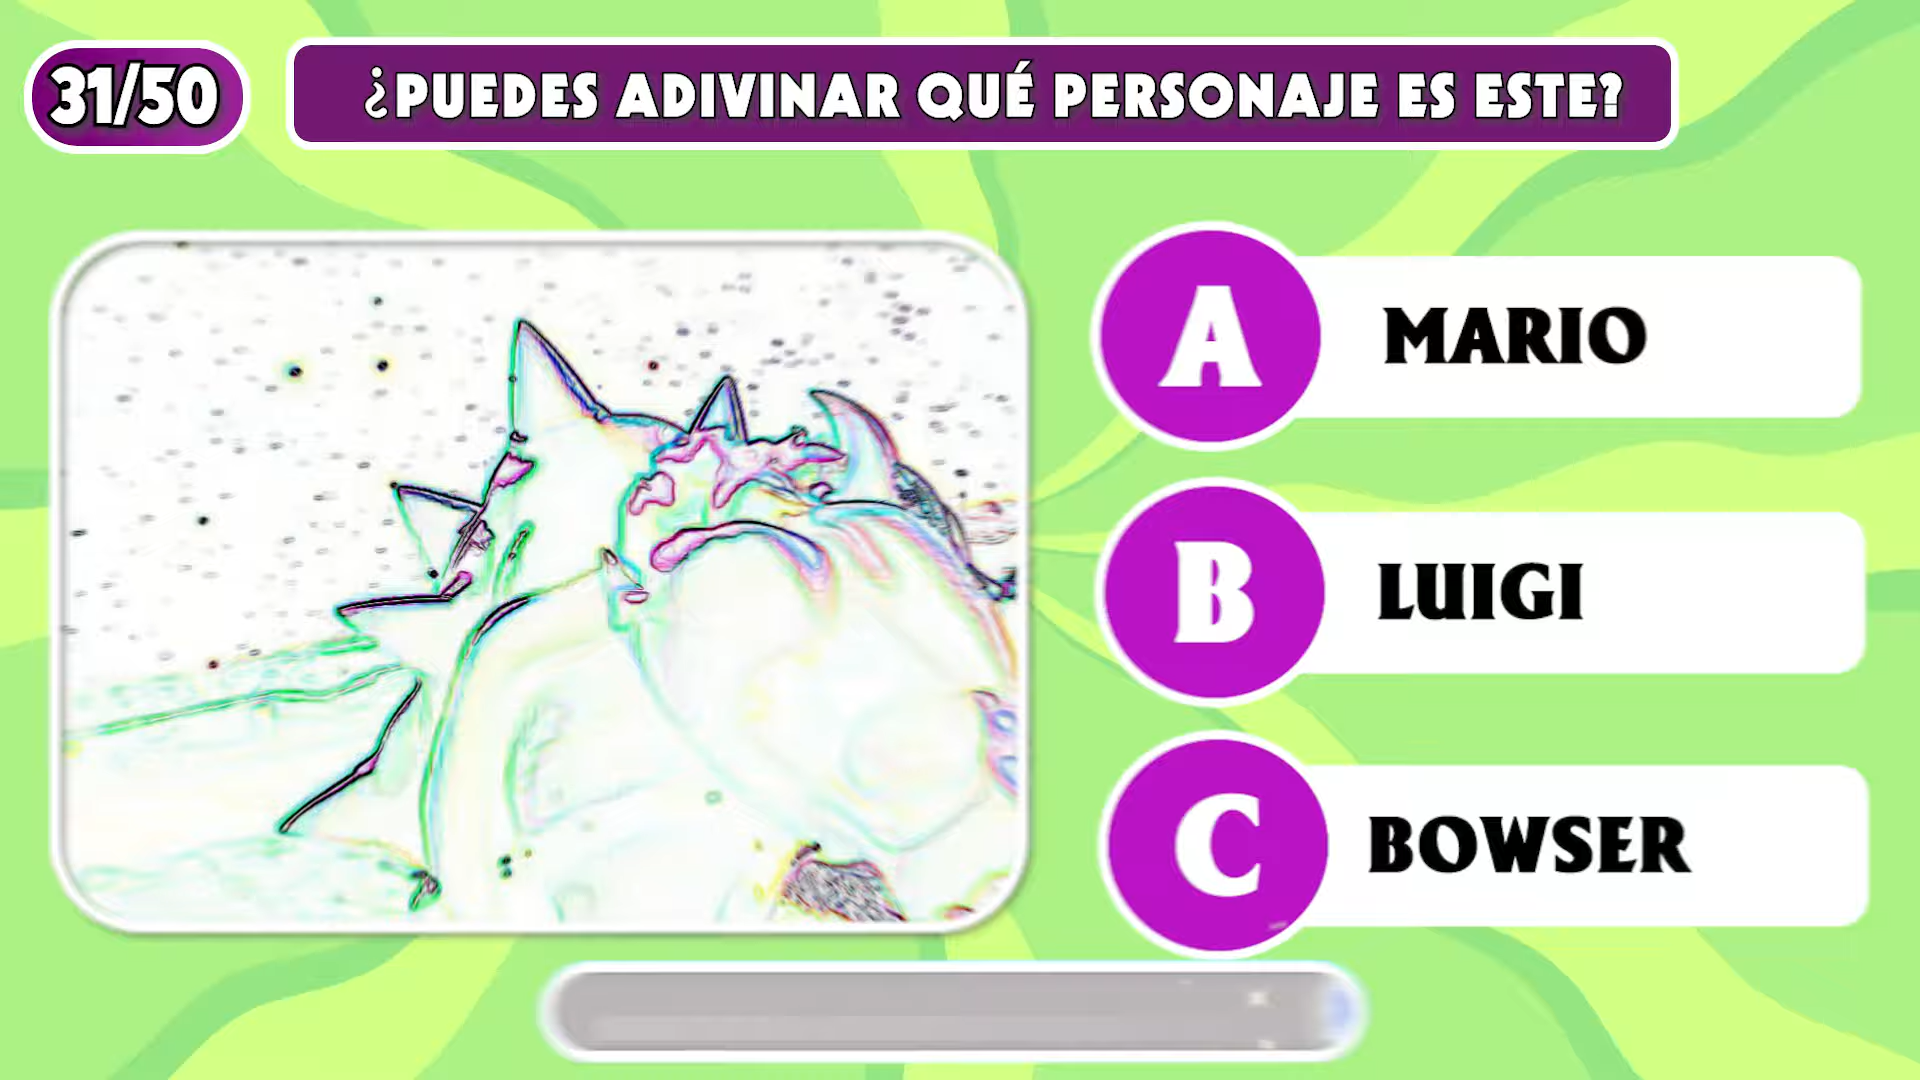 31/50
¿PUEDES ADIVINAR QUÉ PERSONAJE ES ESTE?
A MARIO
B LUIGI
C BOWSER